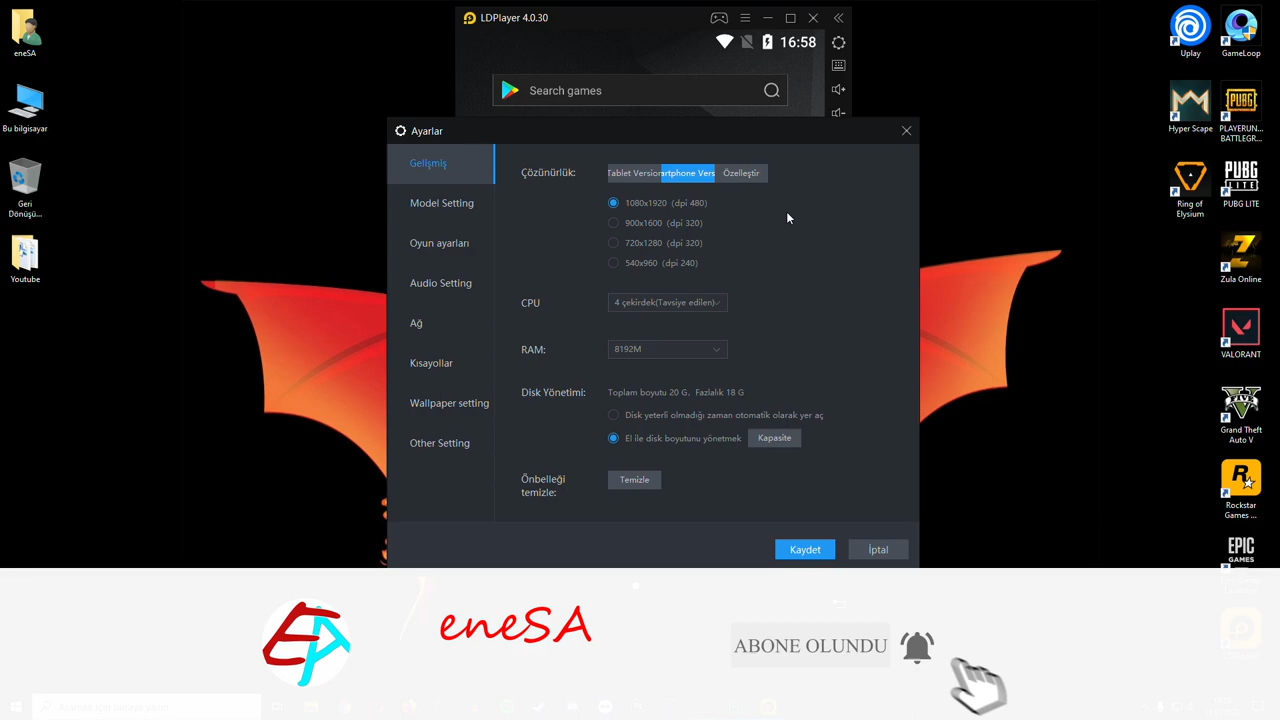 LDPlayer 4.0.30
16:58
Search games
eneSA
Bu bilgisayar
Geri
Dönüşü...
Youtube
Ayarlar
Gelişmiş
Model Setting
Oyun ayarları
Audio Setting
Ağ
Kısayollar
Wallpaper setting
Other Setting
Çözünürlük:
Tablet Version
artphone Vers
Özelleştir
1080x1920 (dpi 480)
900x1600 (dpi 320)
720x1280 (dpi 320)
540x960 (dpi 240)
CPU
4 çekirdek(Tavsiye edilen)
RAM:
8192M
Disk Yönetimi:
Toplam boyutu 20 G, Fazlalık 18 G
Disk yeterli olmadığı zaman otomatik olarak yer aç
El ile disk boyutunu yönetmek
Kapasite
Önbelleği
temizle:
Temizle
Kaydet
İptal
Uplay
GameLoop
Hyper Scape
PLAYERUN...
BATTLEGR...
Ring of
Elysium
PUBG LITE
Zula Online
VALORANT
Grand Theft
Auto V
Rockstar
Games ...
EPIC
GAMES
eneSA
ABONE OLUNDU